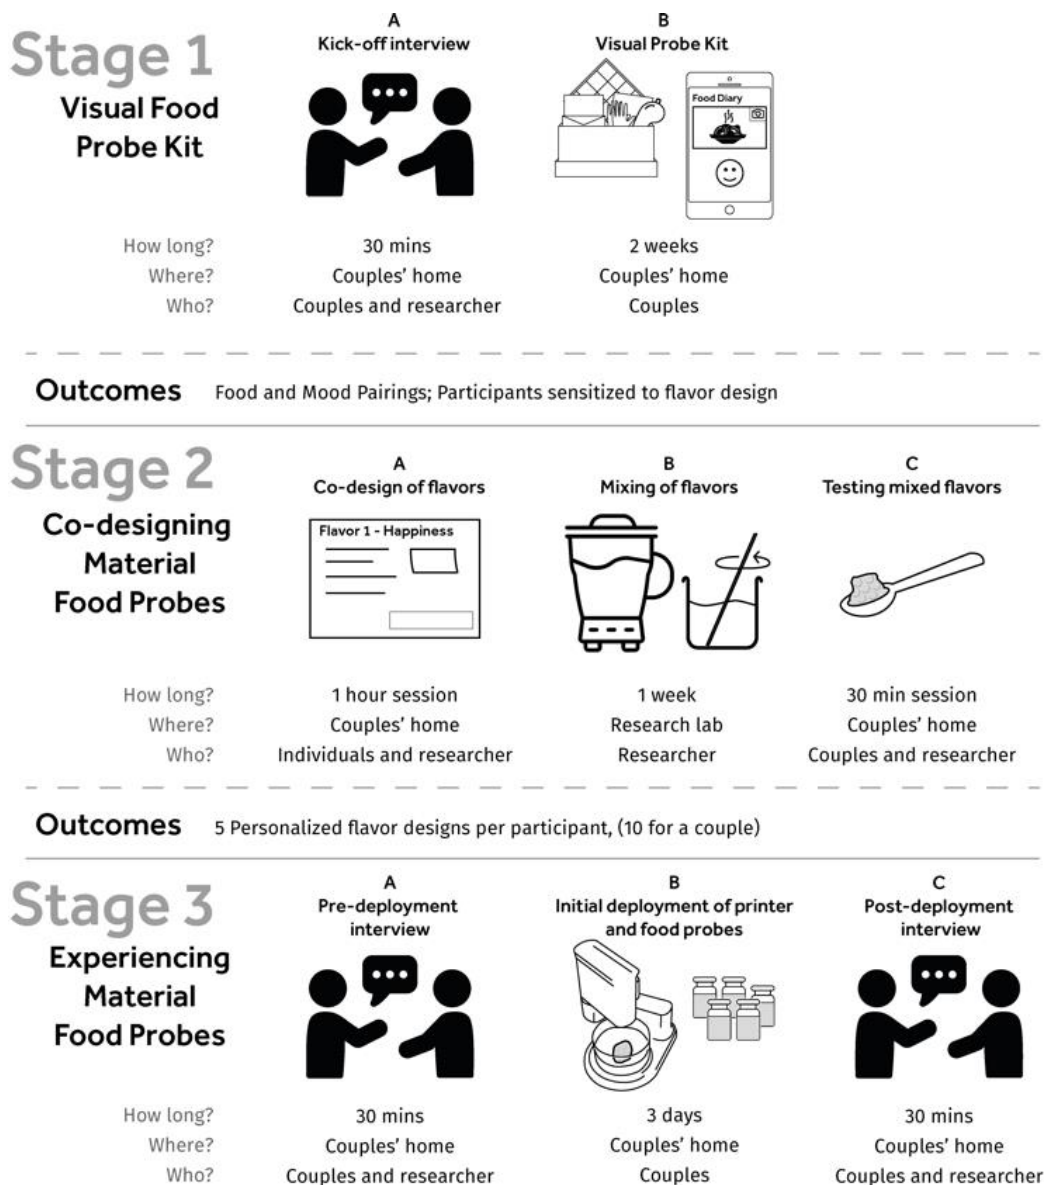 Stage 1
Visual Food
Probe Kit
A
Kick-off interview
B
Visual Probe Kit
Food Diary
How long?
30 mins
2 weeks
Where?
Couples' home
Couples' home
Who?
Couples and researcher
Couples
Outcomes
Food and Mood Pairings; Participants sensitized to flavor design
Stage 2
Co-designing
Material
Food Probes
A
Co-design of flavors
B
Mixing of flavors
C
Testing mixed flavors
Flavor 1 - Happiness
How long?
1 hour session
1 week
30 min session
Where?
Couples' home
Research lab
Couples' home
Who?
Individuals and researcher
Researcher
Couples and researcher
Outcomes
5 Personalized flavor designs per participant, (10 for a couple)
Stage 3
Experiencing
Material
Food Probes
A
Pre-deployment
interview
B
Initial deployment of printer
and food probes
C
Post-deployment
interview
How long?
30 mins
3 days
30 mins
Where?
Couples' home
Couples' home
Couples' home
Who?
Couples and researcher
Couples
Couples and researcher